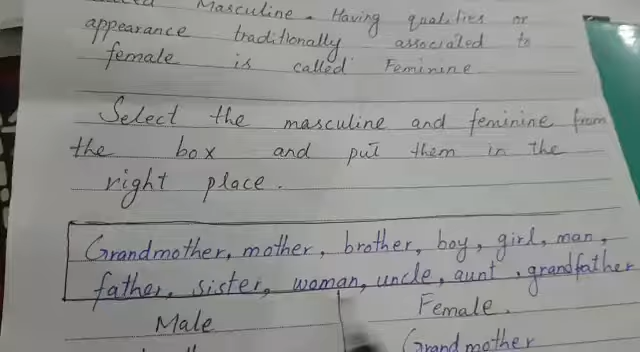 Masculine. Having qualities or
appearance traditionally associated to
female is called Feminine
Select the masculine and feminine from
the box and put them in the
right place.
Grandmother, mother, brother, boy, girl, man,
father, sister, woman, uncle, aunt, grandfather
Male Female.
Grandmother